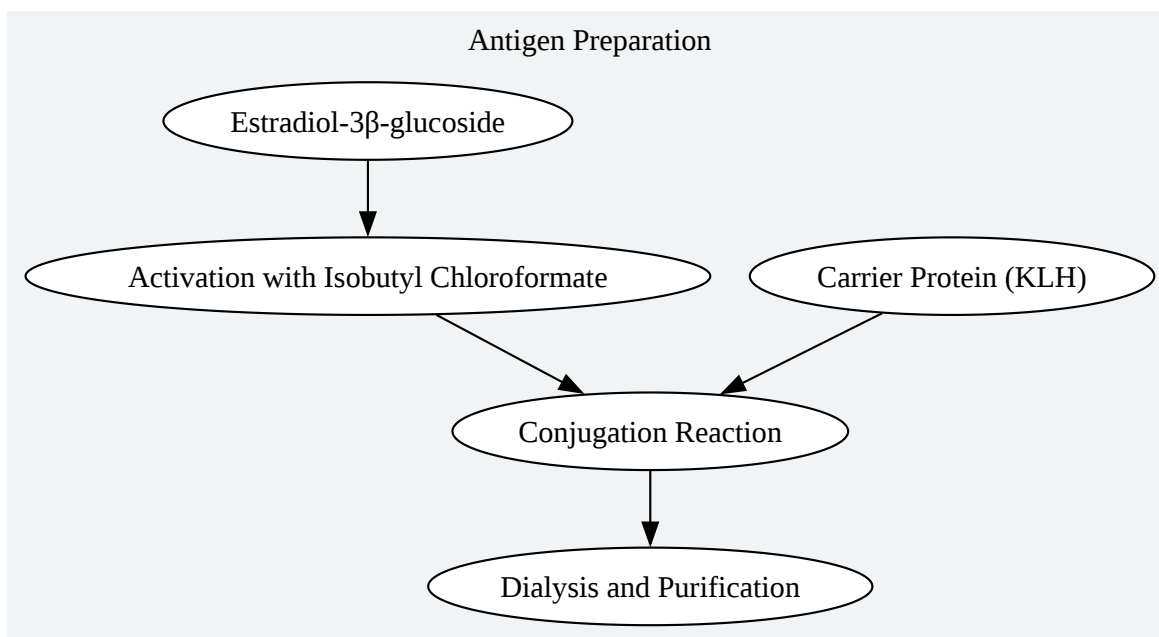 Antigen Preparation
Estradiol-3β-glucoside
Activation with Isobutyl Chloroformate
Carrier Protein (KLH)
Conjugation Reaction
Dialysis and Purification